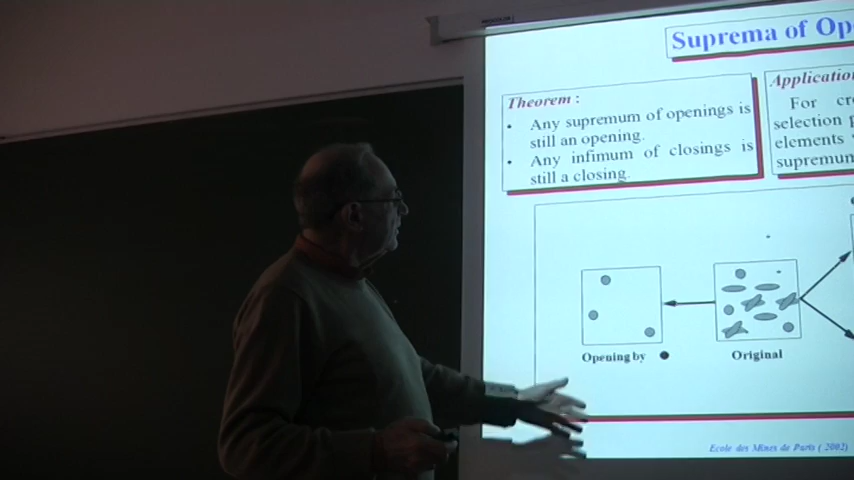 Suprema of Op
Theorem :
• Any supremum of openings is
still an opening.
• Any infimum of closings is
still a closing.
Application
For cr
selection
elements
supremum
Opening by
Original
Ecole des Mines de Paris ( 2002)